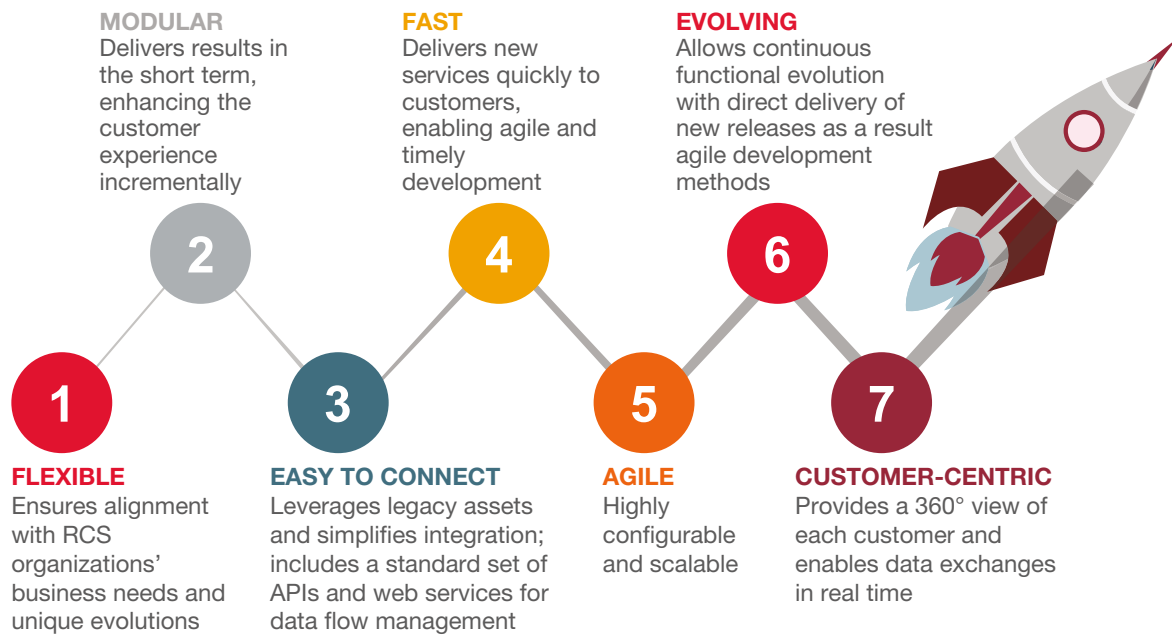 MODULAR
Delivers results in
the short term,
enhancing the
customer
experience
incrementally
FAST
Delivers new
services quickly to
customers,
enabling agile and
timely
development
EVOLVING
Allows continuous
functional evolution
with direct delivery of
new releases as a result
agile development
methods
2
4
6
1
3
5
7
FLEXIBLE
Ensures alignment
with RCS
organizations’
business needs and
unique evolutions
EASY TO CONNECT
Leverages legacy assets
and simplifies integration;
includes a standard set of
APIs and web services for
data flow management
AGILE
Highly
configurable
and scalable
CUSTOMER-CENTRIC
Provides a 360° view of
each customer and
enables data exchanges
in real time